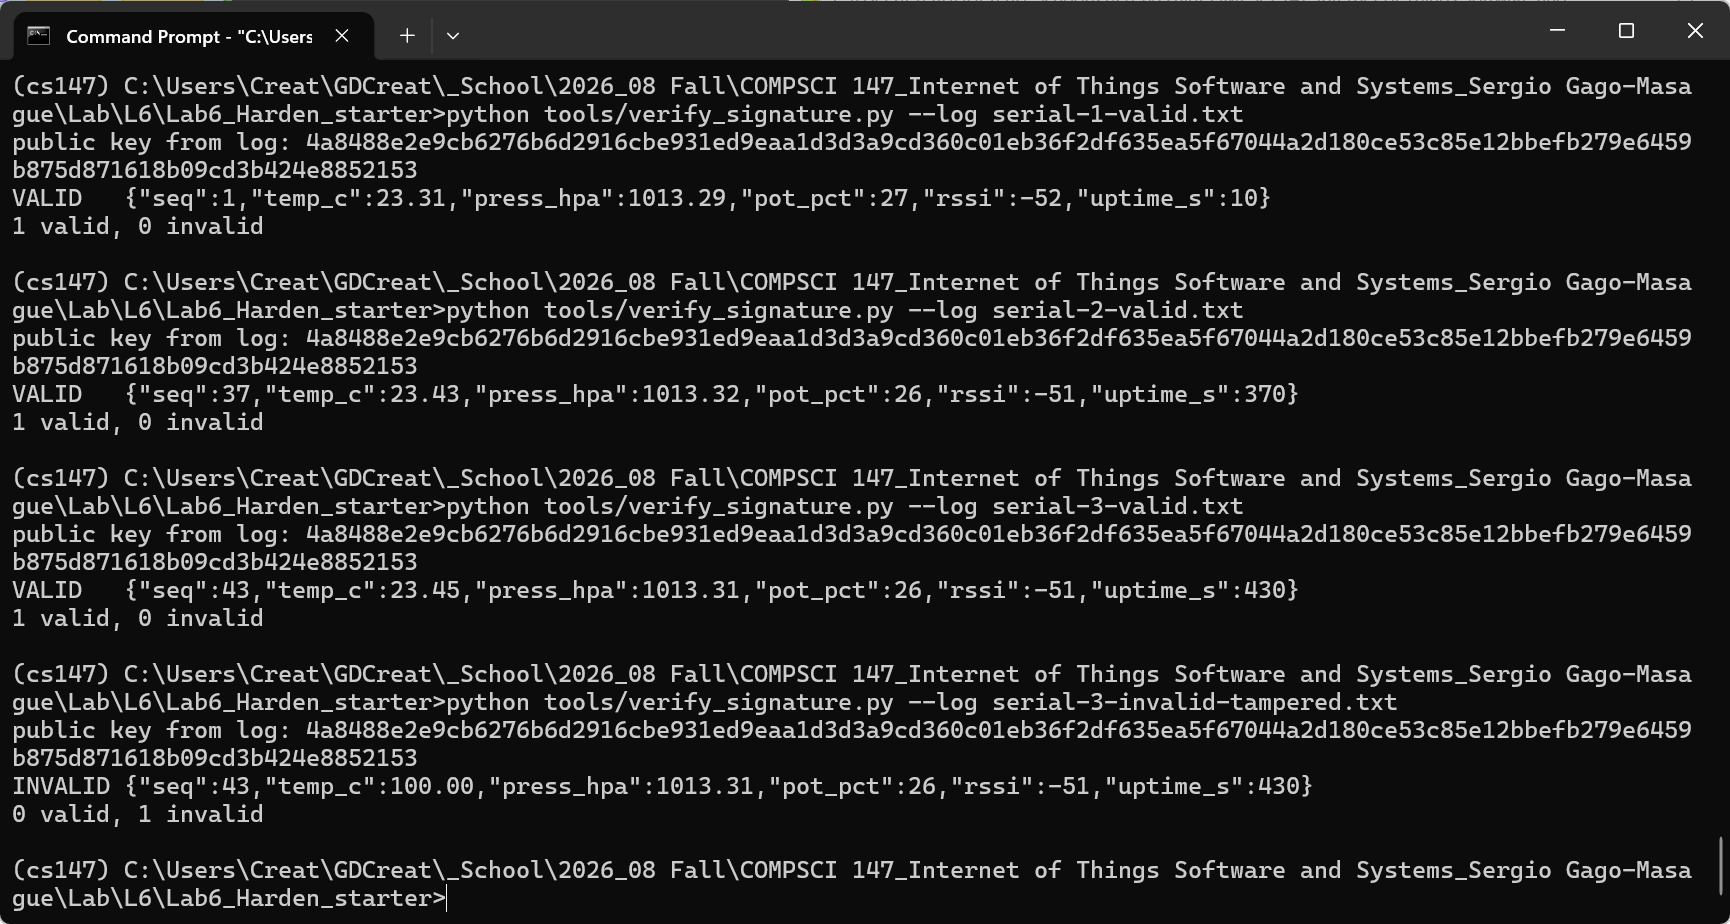 Command Prompt - "C:\Users
(cs147) C:\Users\Creat\GDCreat\_School\2026_08 Fall\COMPSCI 147_Internet of Things Software and Systems_Sergio Gago-Masa
gue\Lab\L6\Lab6_Harden_starter>python tools/verify_signature.py --log serial-1-valid.txt
public key from log: 4a8488e2e9cb6276b6d2916cbe931ed9eaa1d3d3a9cd360c01eb36f2df635ea5f67044a2d180ce53c85e12bbefb279e6459
b875d871618b09cd3b424e8852153
VALID   {"seq":1,"temp_c":23.31,"press_hpa":1013.29,"pot_pct":27,"rssi":-52,"uptime_s":10}
1 valid, 0 invalid
(cs147) C:\Users\Creat\GDCreat\_School\2026_08 Fall\COMPSCI 147_Internet of Things Software and Systems_Sergio Gago-Masa
gue\Lab\L6\Lab6_Harden_starter>python tools/verify_signature.py --log serial-2-valid.txt
public key from log: 4a8488e2e9cb6276b6d2916cbe931ed9eaa1d3d3a9cd360c01eb36f2df635ea5f67044a2d180ce53c85e12bbefb279e6459
b875d871618b09cd3b424e8852153
VALID   {"seq":37,"temp_c":23.43,"press_hpa":1013.32,"pot_pct":26,"rssi":-51,"uptime_s":370}
1 valid, 0 invalid
(cs147) C:\Users\Creat\GDCreat\_School\2026_08 Fall\COMPSCI 147_Internet of Things Software and Systems_Sergio Gago-Masa
gue\Lab\L6\Lab6_Harden_starter>python tools/verify_signature.py --log serial-3-valid.txt
public key from log: 4a8488e2e9cb6276b6d2916cbe931ed9eaa1d3d3a9cd360c01eb36f2df635ea5f67044a2d180ce53c85e12bbefb279e6459
b875d871618b09cd3b424e8852153
VALID   {"seq":43,"temp_c":23.45,"press_hpa":1013.31,"pot_pct":26,"rssi":-51,"uptime_s":430}
1 valid, 0 invalid
(cs147) C:\Users\Creat\GDCreat\_School\2026_08 Fall\COMPSCI 147_Internet of Things Software and Systems_Sergio Gago-Masa
gue\Lab\L6\Lab6_Harden_starter>python tools/verify_signature.py --log serial-3-invalid-tampered.txt
public key from log: 4a8488e2e9cb6276b6d2916cbe931ed9eaa1d3d3a9cd360c01eb36f2df635ea5f67044a2d180ce53c85e12bbefb279e6459
b875d871618b09cd3b424e8852153
INVALID {"seq":43,"temp_c":100.00,"press_hpa":1013.31,"pot_pct":26,"rssi":-51,"uptime_s":430}
0 valid, 1 invalid
(cs147) C:\Users\Creat\GDCreat\_School\2026_08 Fall\COMPSCI 147_Internet of Things Software and Systems_Sergio Gago-Masa
gue\Lab\L6\Lab6_Harden_starter>